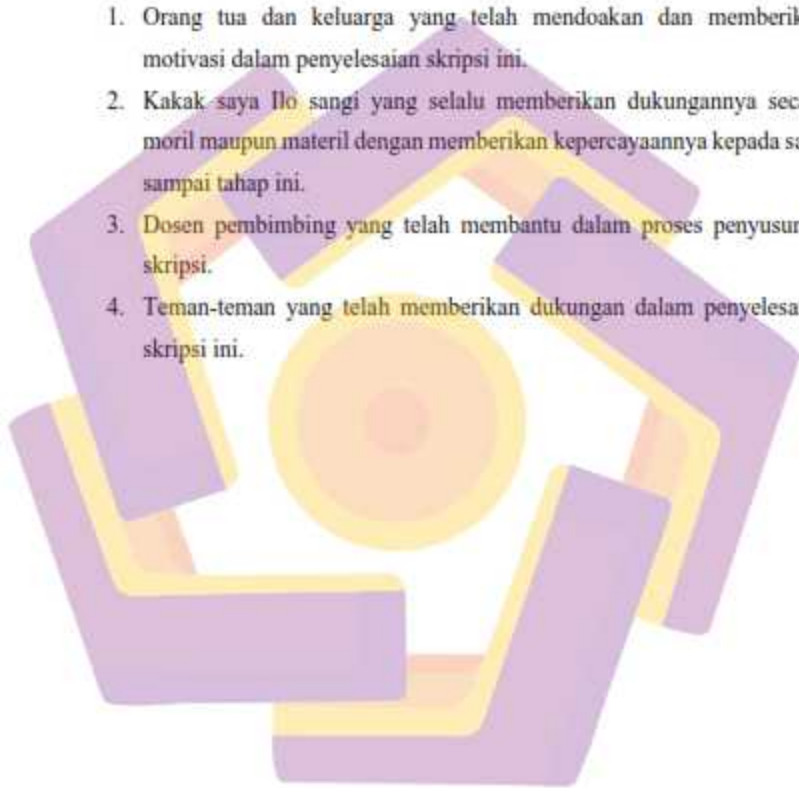 1. Orang tua dan keluarga yang telah mendoakan dan memberik
motivasi dalam penyelesaian skripsi ini.
2. Kakak saya Ilo sangi yang selalu memberikan dukungannya sec
moril maupun materil dengan memberikan kepercayaannya kepada sa
sampai tahap ini.
3. Dosen pembimbing yang telah membantu dalam proses penyusun
skripsi.
4. Teman-teman yang telah memberikan dukungan dalam penyelesa
skripsi ini.